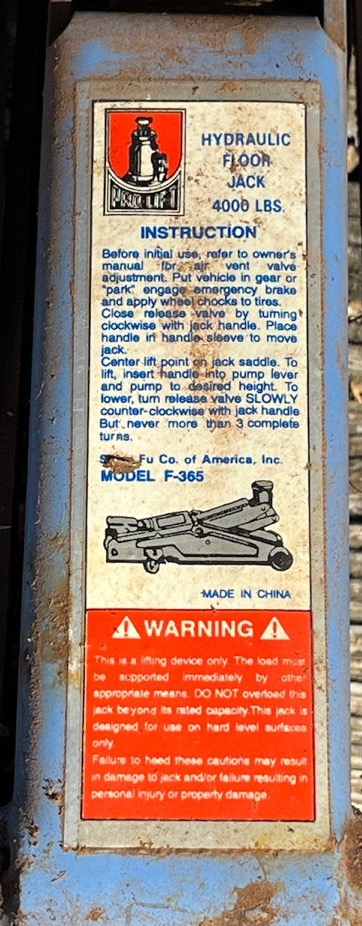 PRO-LIFT
HYDRAULIC
FLOOR
JACK
4000 LBS.
INSTRUCTION
Before initial use, refer to owner's
manual for air vent valve
adjustment. Put vehicle in gear or
"park" engage emergency brake
and apply wheel chocks to tires.
Close release valve by turning
clockwise with jack handle. Place
handle in handle sleeve to move
jack.
Center lift point on jack saddle. To
lift, insert handle into pump lever
and pump to desired height. To
lower, turn release valve SLOWLY
counter-clockwise with jack handle
But never more than 3 complete
turns.
Fu Co. of America, Inc.
MODEL F-365
MADE IN CHINA
WARNING
This is a lifting device only. The load must
be supported immediately by other
appropriate means. DO NOT overload this
jack beyong its rated capacity. This jack is
designed for use on hard level surfaces
only.
Failure to heed these cautions may result
in damage to jack and/or failure resulting in
personal injury or property damage.